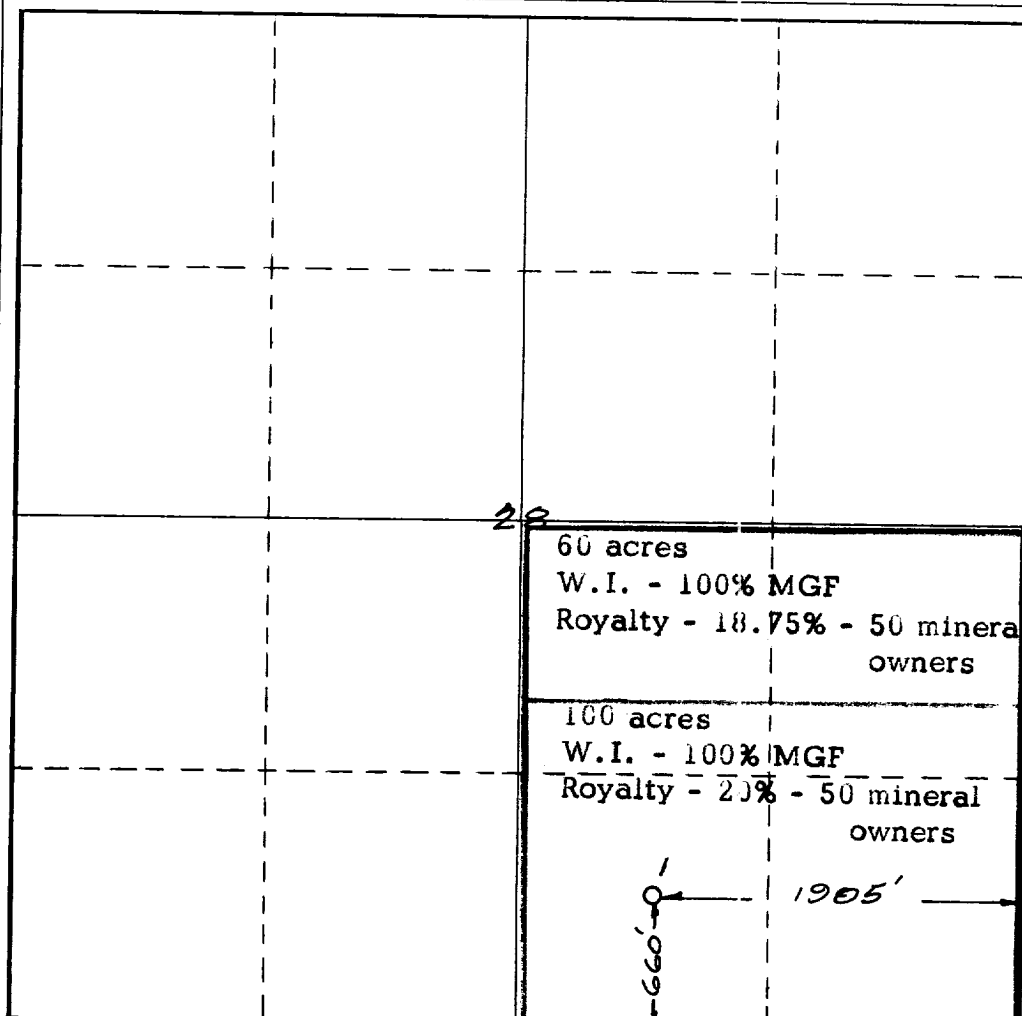 28
60 acres
W.I. - 100% MGF
Royalty - 18.75% - 50 minera
owners
100 acres
W.I. - 100% MGF
Royalty - 20% - 50 mineral
owners
1
1905'
660'